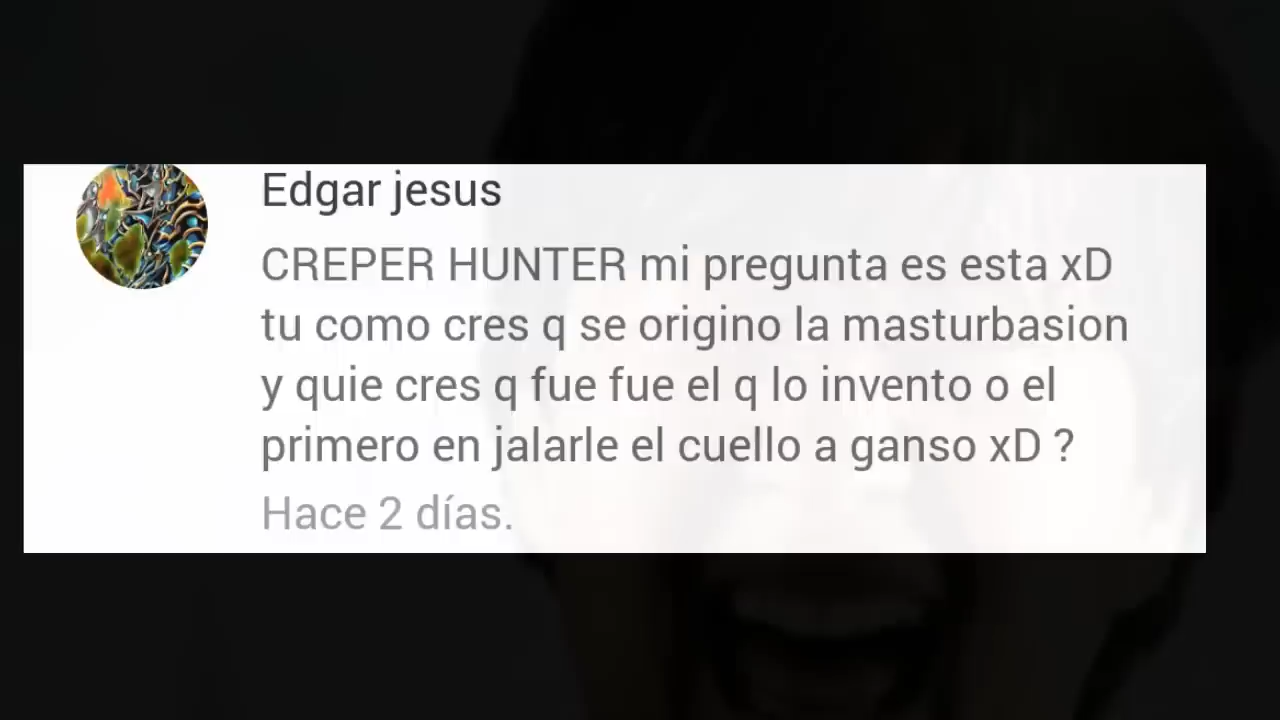 Edgar jesus
CREPER HUNTER mi pregunta es esta xD
tu como cres q se origino la masturbasion
y quie cres q fue fue el q lo invento o el
primero en jalarle el cuello a ganso xD ?
Hace 2 días.